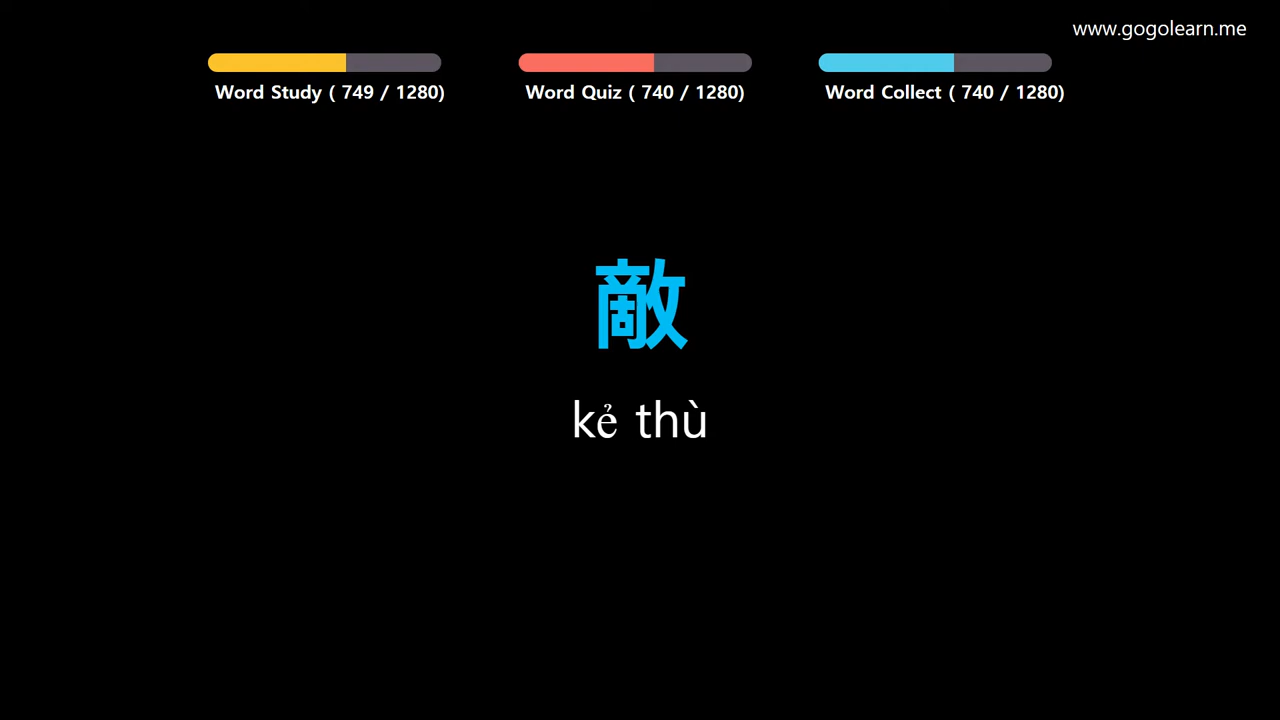 www.gogolearn.me
Word Study ( 749 / 1280)
Word Quiz ( 740 / 1280)
Word Collect ( 740 / 1280)
敵
kẻ thù